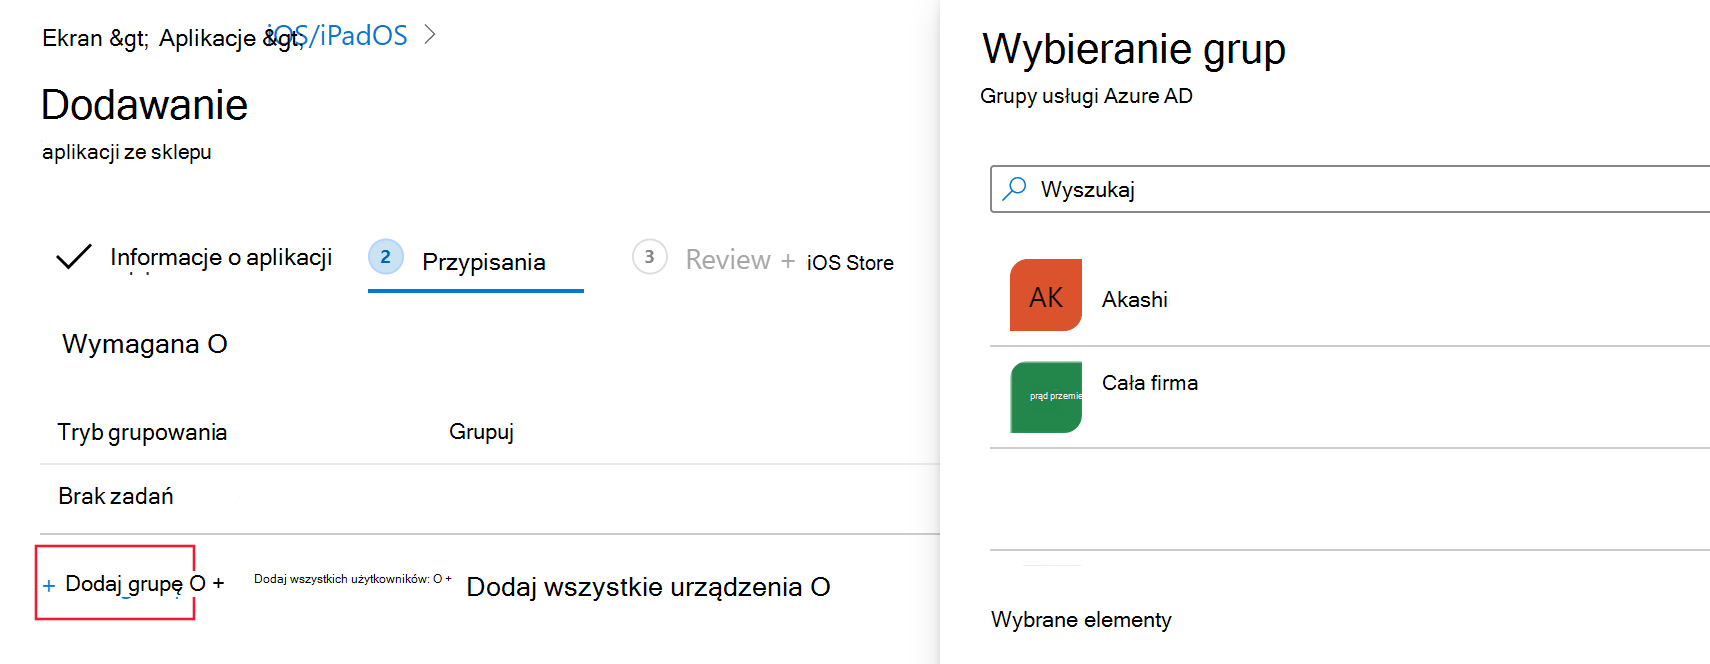 Ekran &gt; Aplikacje &gt; iOS/iPadOS >
Dodawanie
aplikacji ze sklepu
Informacje o aplikacji
2 Przypisania
3 Review + iOS Store
Wymagana O
Tryb grupowania Grupuj
Brak zadań
+ Dodaj grupę O + Dodaj wszystkich użytkowników: O + Dodaj wszystkie urządzenia O
Wybieranie grup
Grupy usługi Azure AD
Wyszukaj
AK Akashi
Cała firma
prąd przemie
Wybrane elementy